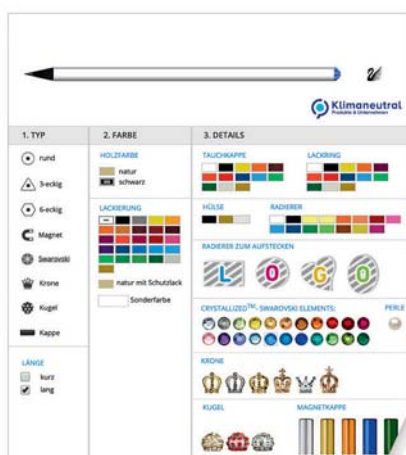 Klimaneutral
Produkte & Unternehmen
1. TYP
rund
3-eckig
6-eckig
Magnet
Swarovski
Krone
Kugel
Kappe
LÄNGE
kurz
lang
2. FARBE
HOLZFARBE
natur
schwarz
LACKIERUNG
natur mit Schutzlack
Sonderfarbe
3. DETAILS
TAUCHKAPPE
LACKRING
HÜLSE
RADIERER
RADIERER ZUM AUFSTECKEN
L O G O
CRYSTALLIZED™- SWAROVSKI ELEMENTS:
PERLE
KRONE
KUGEL
MAGNETKAPPE